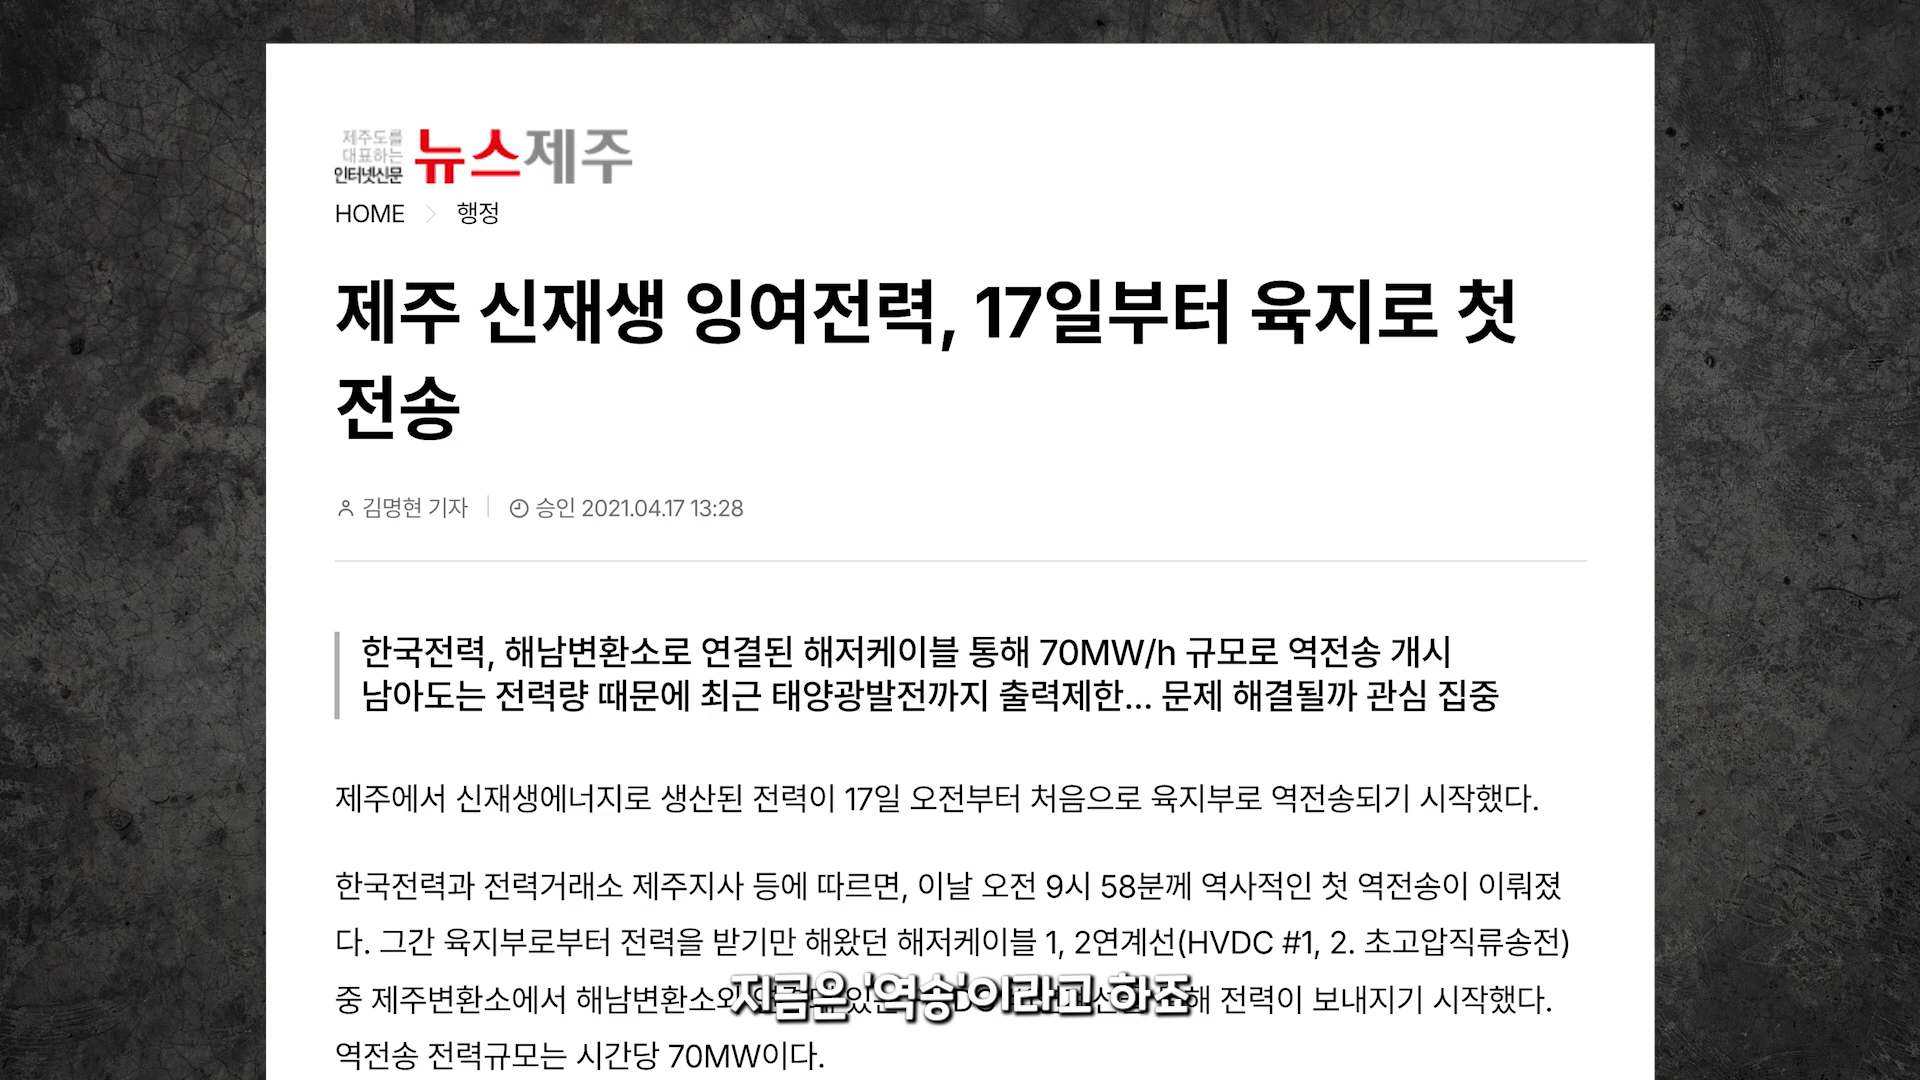 제주도를
대표하는
인터넷신문
뉴스제주
HOME > 행정
제주 신재생 잉여전력, 17일부터 육지로 첫
전송
김명현 기자 | 승인 2021.04.17 13:28
한국전력, 해남변환소로 연결된 해저케이블 통해 70MW/h 규모로 역전송 개시
남아도는 전력량 때문에 최근 태양광발전까지 출력제한... 문제 해결될까 관심 집중
제주에서 신재생에너지로 생산된 전력이 17일 오전부터 처음으로 육지부로 역전송되기 시작했다.
한국전력과 전력거래소 제주지사 등에 따르면, 이날 오전 9시 58분께 역사적인 첫 역전송이 이뤄졌
다. 그간 육지부로부터 전력을 받기만 해왔던 해저케이블 1, 2연계선(HVDC #1, 2. 초고압직류송전)
중 제주변환소에서 해남변환소와 전력이 보내지기 시작했다.
지금은 '역송'이라고 하죠
역전송 전력규모는 시간당 70MW이다.